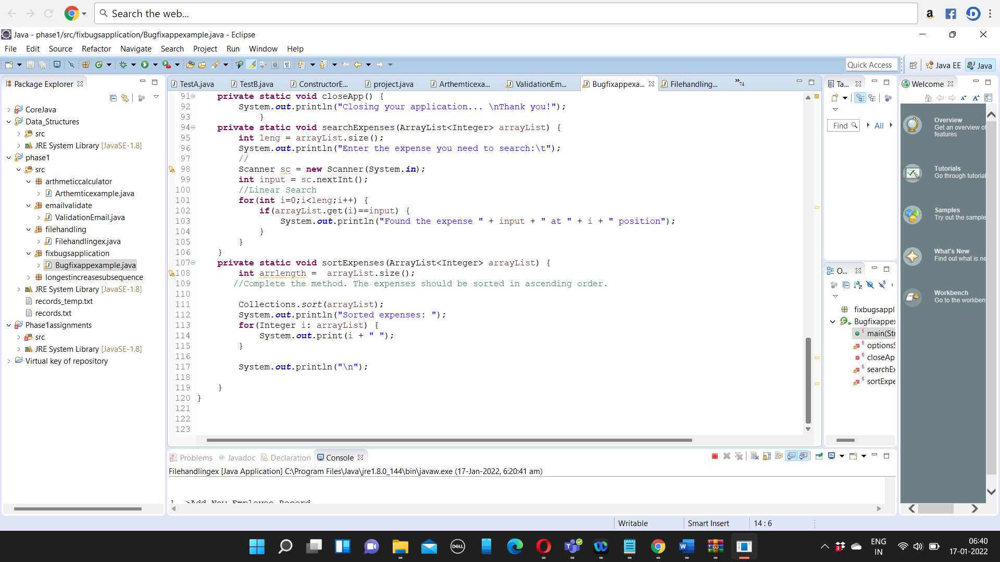 Search the web...
Java - phase1/src/fixbugsapplication/Bugfixappexample.java - Eclipse
File Edit Source Refactor Navigate Search Project Run Window Help
Quick Access
Java EE
Java
Package Explorer
CoreJava
Data_Structures
src
JRE System Library [JavaSE-1.8]
phase1
src
arthmeticcalculator
Arthemticexample.java
emailvalidate
ValidationEmail.java
filehandling
Filehandlingex.java
fixbugsapplication
Bugfixappexample.java
longestincreasesubsequence
JRE System Library [JavaSE-1.8]
records_temp.txt
records.txt
Phase1assignments
src
JRE System Library [JavaSE-1.8]
Virtual key of repository
TestA.java TestB.java ConstructorE... project.java Arthemticexa... ValidationEm... Bugfixappexa... Filehandling... »74
91 private static void closeApp() {
92 System.out.println("Closing your application... \nThank you!");
93 }
94 private static void searchExpenses(ArrayList<Integer> arrayList) {
95 int leng = arrayList.size();
96 System.out.println("Enter the expense you need to search:\t");
97 //
98 Scanner sc = new Scanner(System.in);
99 int input = sc.nextInt();
100 //Linear Search
101 for(int i=0;i<leng;i++) {
102 if(arrayList.get(i)==input) {
103 System.out.println("Found the expense " + input + " at " + i + " position");
104 }
105 }
106 }
107 private static void sortExpenses(ArrayList<Integer> arrayList) {
108 int arrlength = arrayList.size();
109 //Complete the method. The expenses should be sorted in ascending order.
110
111 Collections.sort(arrayList);
112 System.out.println("Sorted expenses: ");
113 for(Integer i: arrayList) {
114 System.out.print(i + " ");
115 }
116
117 System.out.println("\n");
118
119 }
120 }
121
122
123
Ta...
Find
All
O...
fixbugsappl
Bugfixappe
main(Str
options
closeAp
searchEx
sortExpe
Welcome
Overview
Get an overview of
features
Tutorials
Go through tutorial
Samples
Try out the sample
What's New
Find out what is ne
Workbench
Go to the workben
Problems @ Javadoc Declaration Console
Filehandlingex [Java Application] C:\Program Files\Java\jre1.8.0_144\bin\javaw.exe (17-Jan-2022, 6:20:41 am)
1. >Add New Employee Record
Writable Smart Insert 14 : 6
DELL
ENG
IN
06:40
17-01-2022